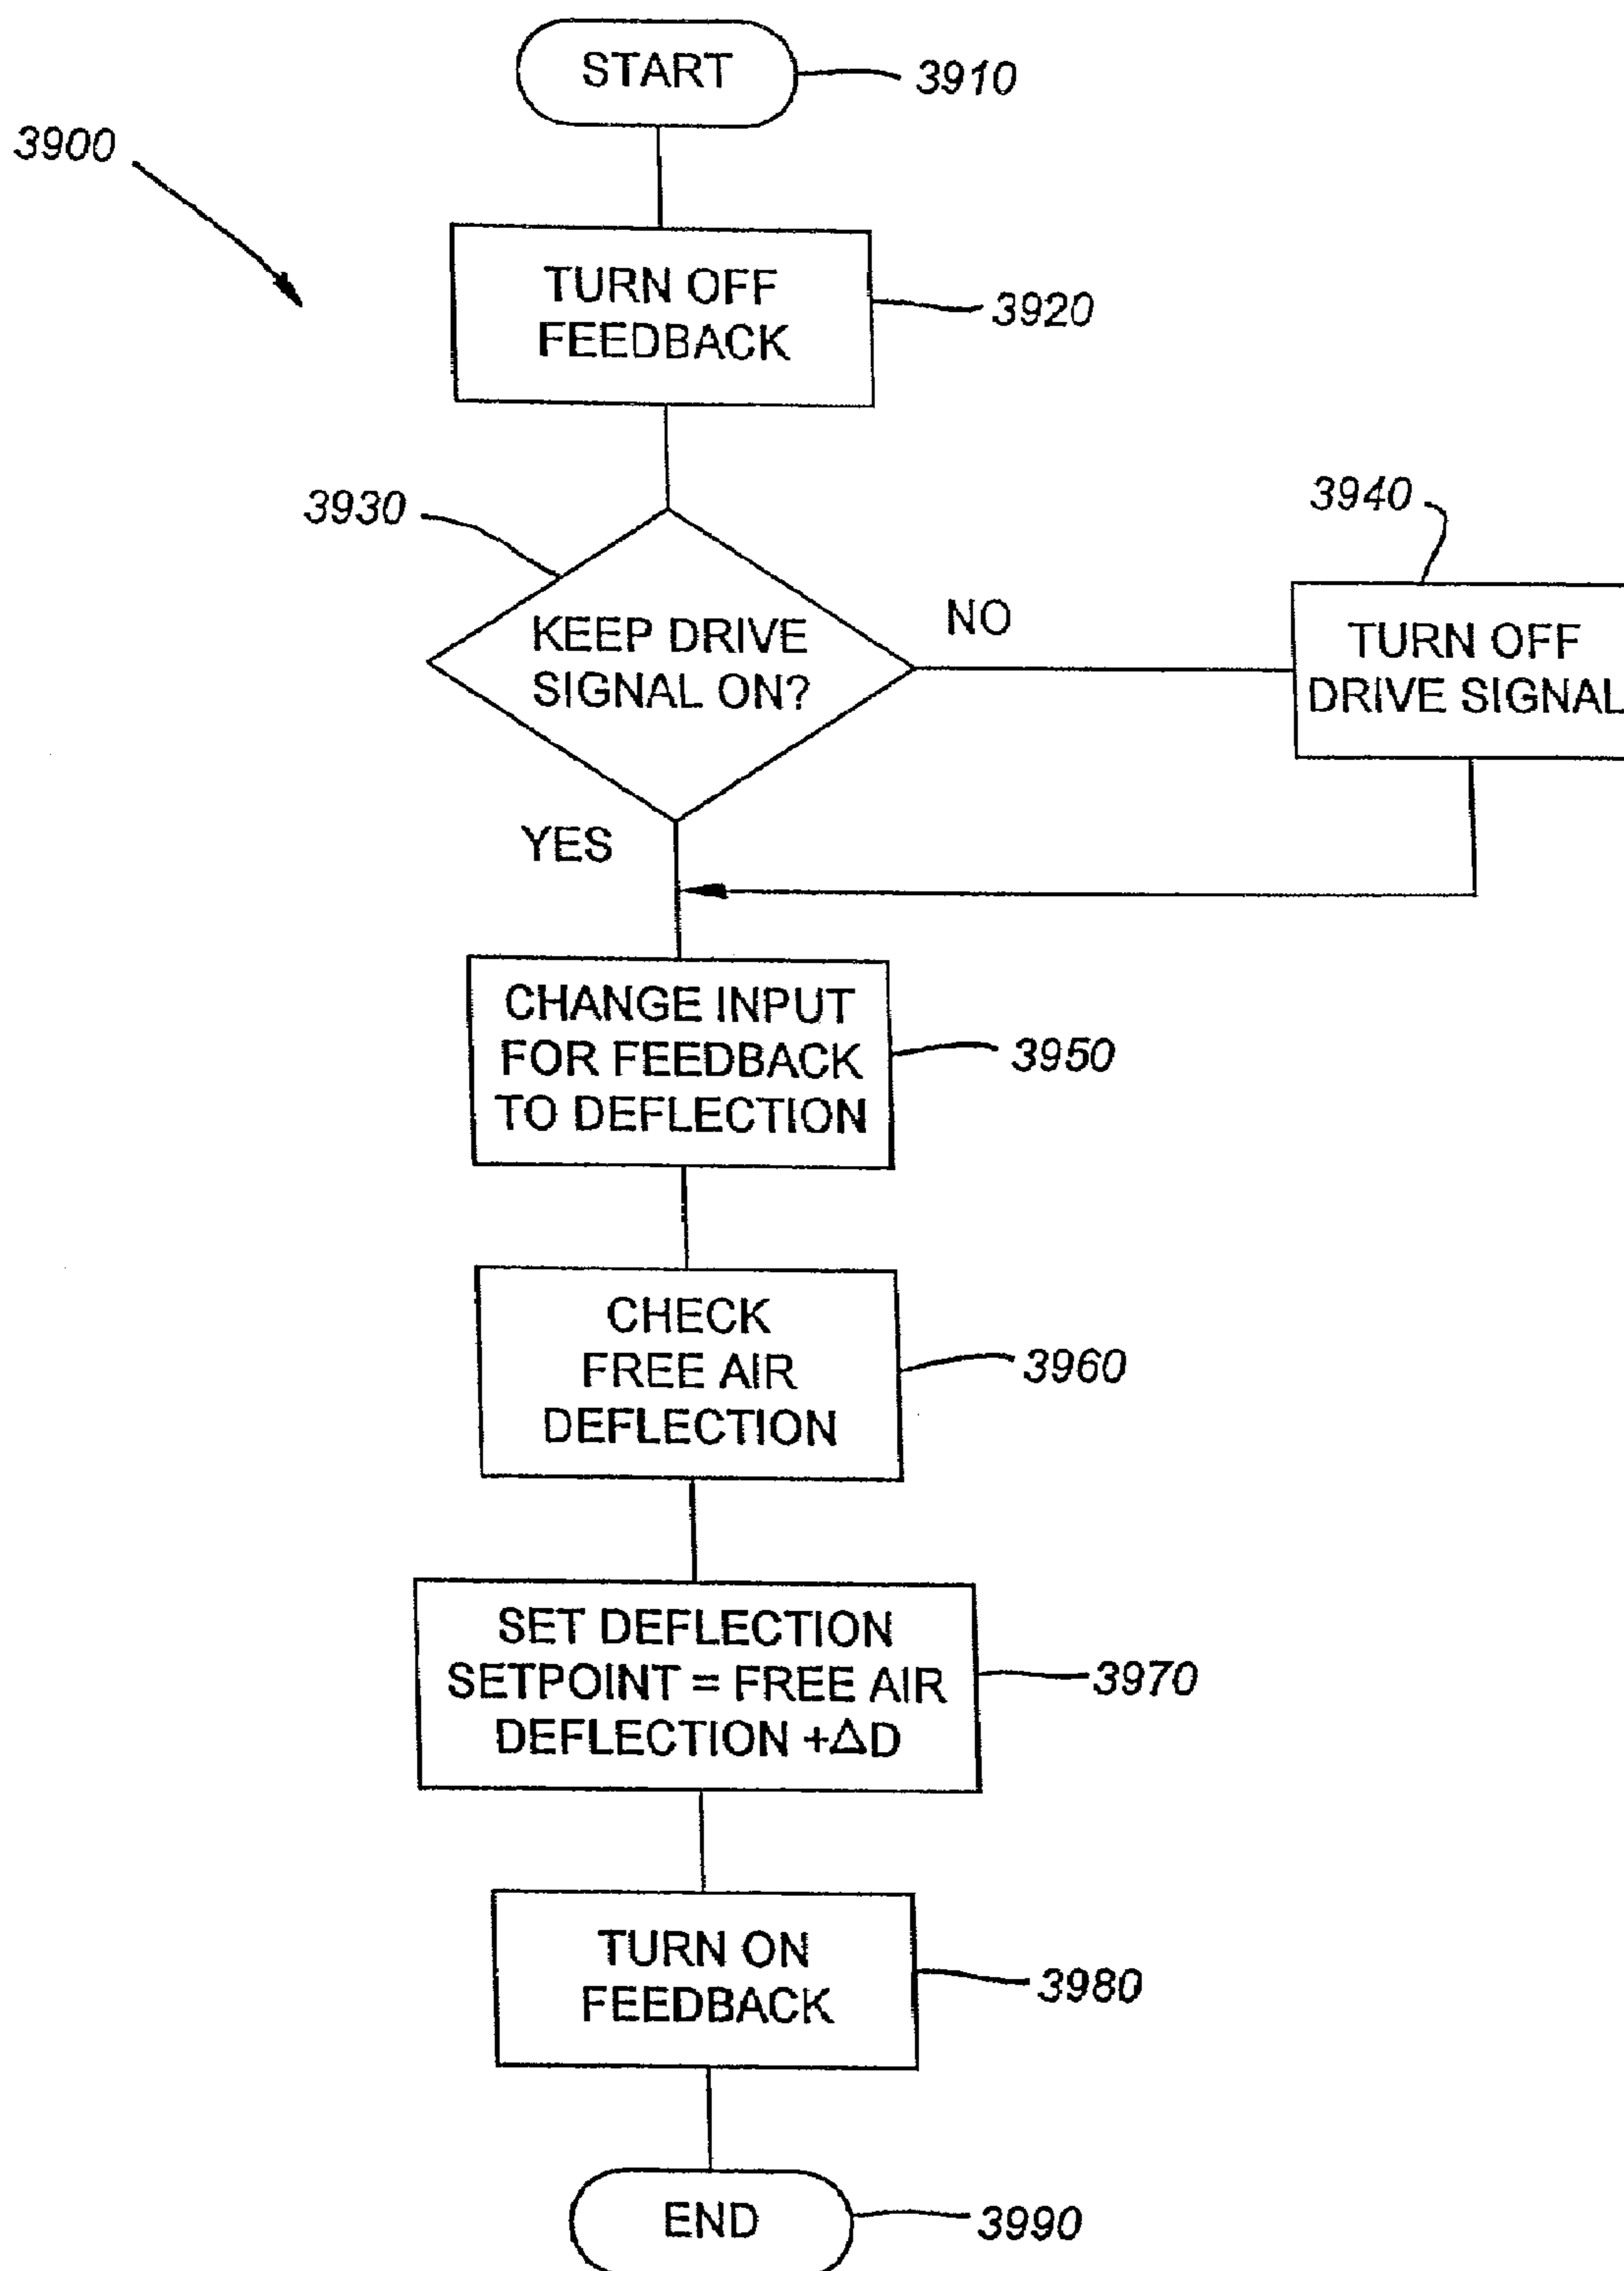 START
3910
3900
TURN OFF
FEEDBACK
3920
3930
3940
KEEP DRIVE
SIGNAL ON?
NO
TURN OFF
DRIVE SIGNAL
YES
CHANGE INPUT
FOR FEEDBACK
TO DEFLECTION
3950
CHECK
FREE AIR
DEFLECTION
3960
SET DEFLECTION
SETPOINT = FREE AIR
DEFLECTION +ΔD
3970
TURN ON
FEEDBACK
3980
END
3990